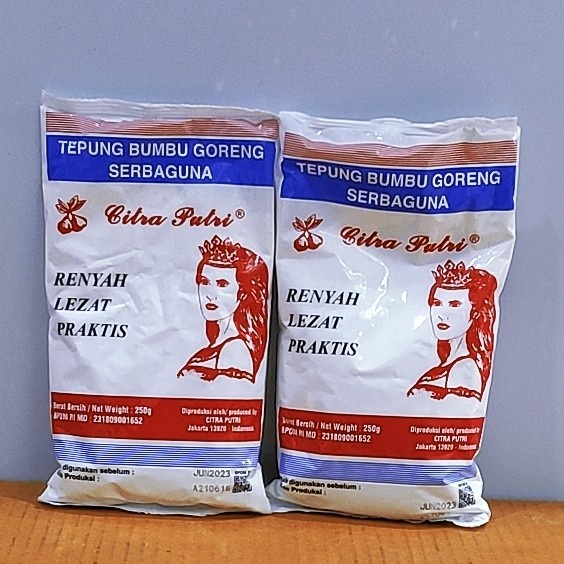 TEPUNG BUMBU GORENG
SERBAGUNA
Citra Putri®
RENYAH
LEZAT
PRAKTIS
Berat Bersih / Net Weight : 250g
BPOM RI MD : 231809001652
Diproduksi oleh/ produced by
CITRA PUTRI
Jakarta 13920 - Indonesia
digunakan sebelum :
Produksi :
JUN2023
A210616
TEPUNG BUMBU GORENG
SERBAGUNA
Citra Putri®
RENYAH
LEZAT
PRAKTIS
Berat Bersih / Net Weight : 250g
BPOM RI MD : 231809001652
Diproduksi oleh/ produced by
CITRA PUTRI
Jakarta 13920 - Indonesia
digunakan sebelum :
Produksi :
JUN2023